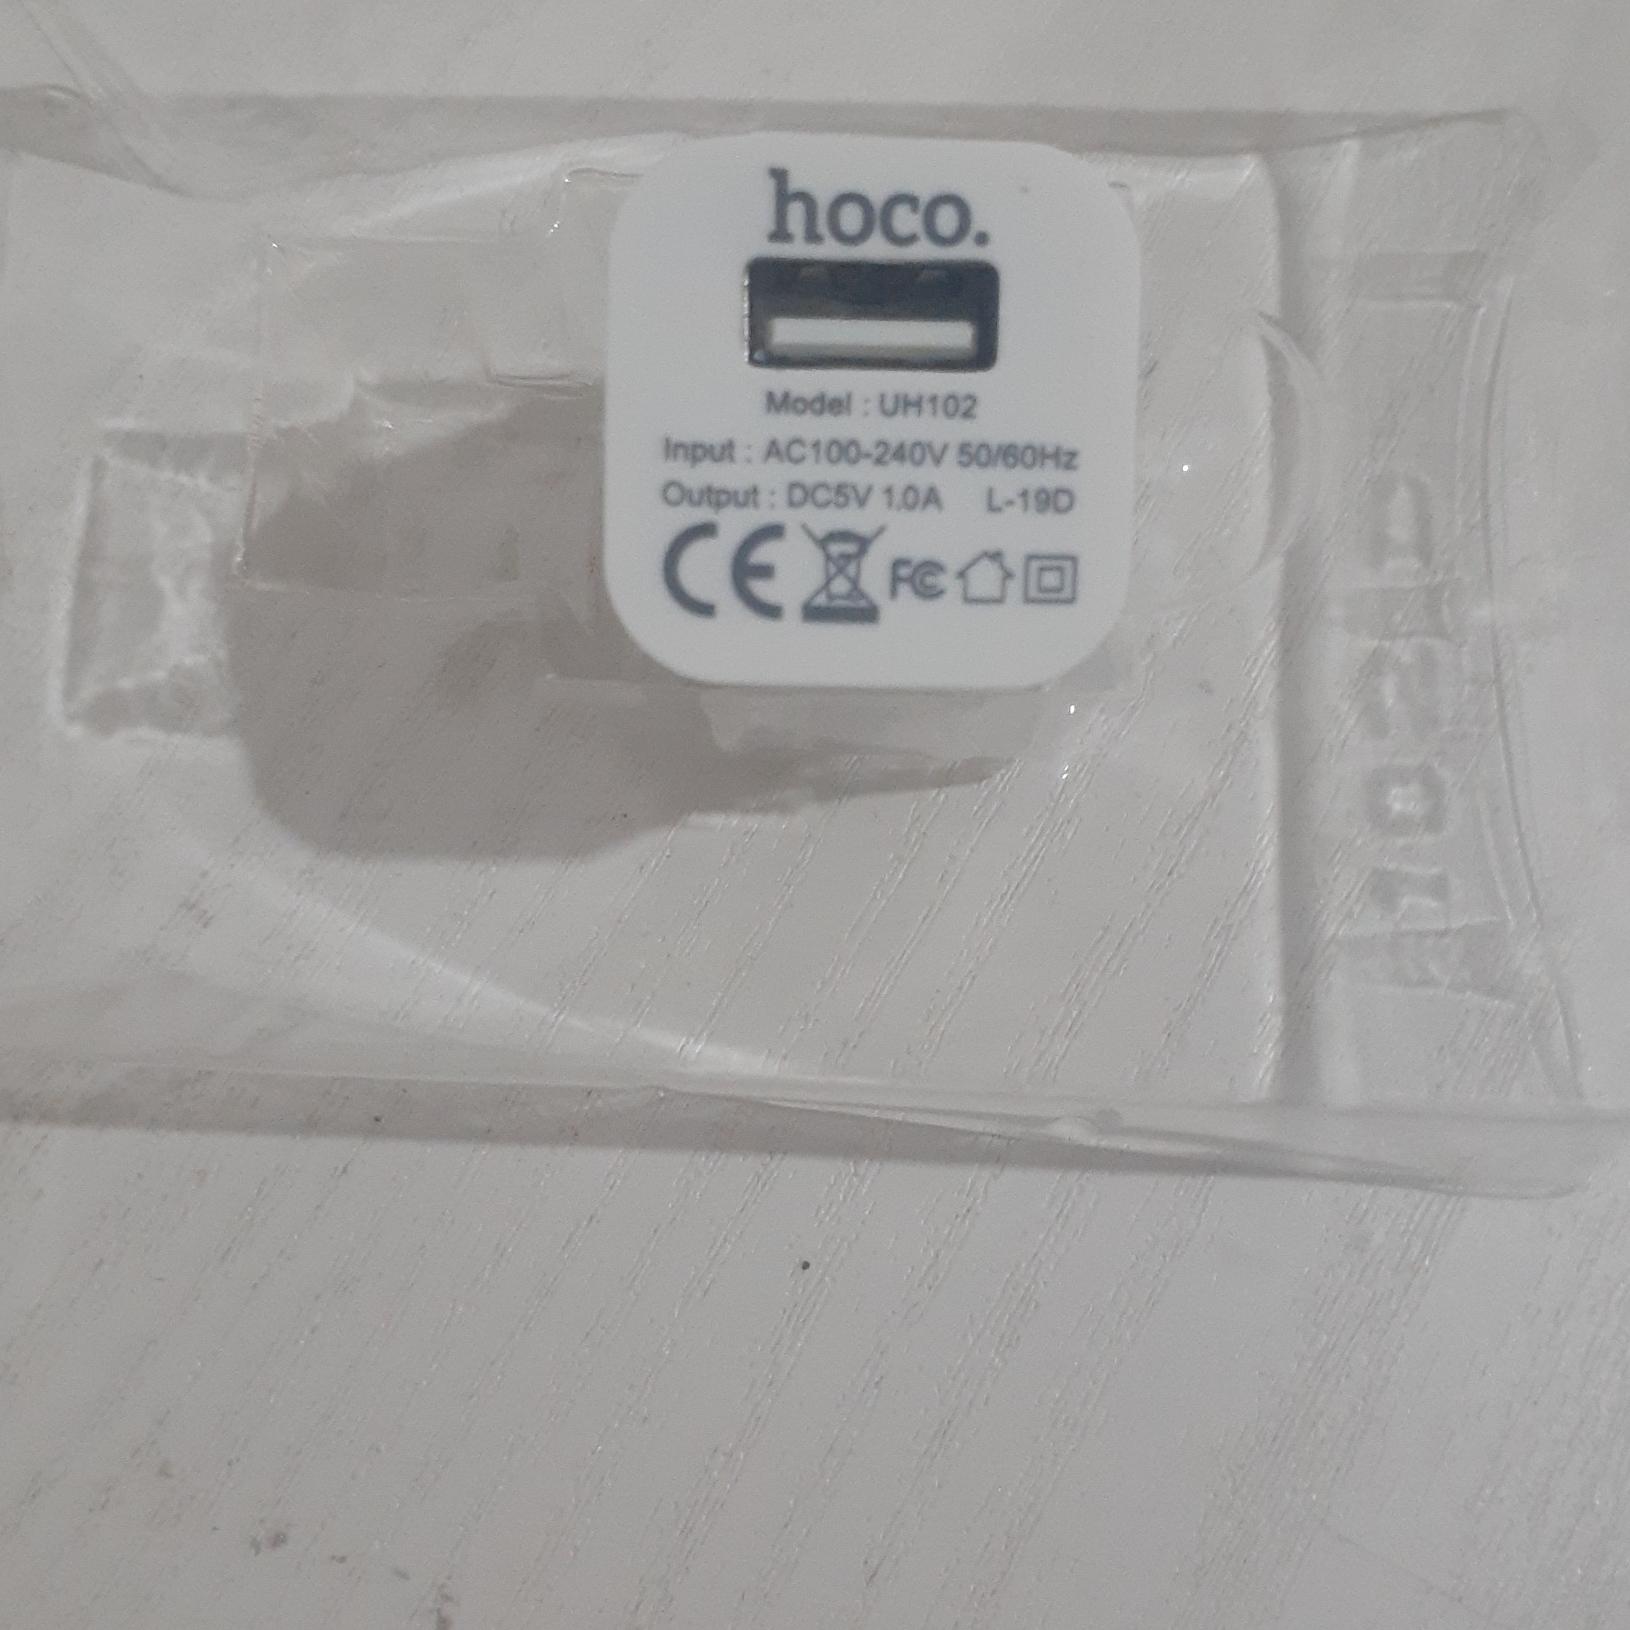 hoco.
Model : UH102
Input : AC100-240V 50/60Hz
Output : DC5V 1.0A L-19D
CE FC